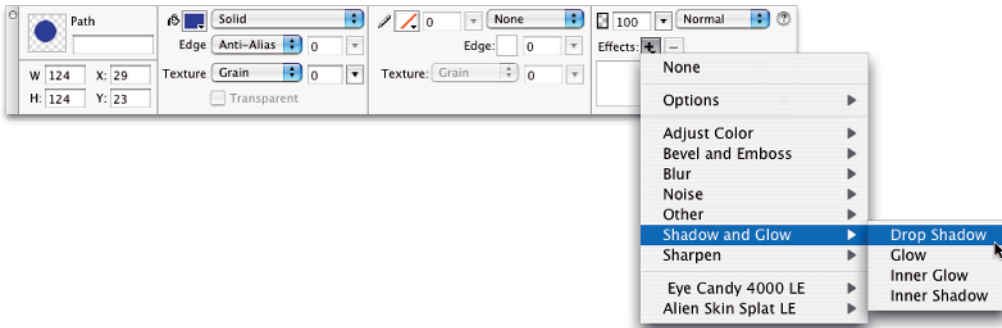 Path
W 124 X: 29
H: 124 Y: 23
Solid
Edge Anti-Alias 0
Texture Grain 0
Transparent
0 None
Edge: 0
Texture: Grain 0
100 Normal ?
Effects: + −
None
Options
Adjust Color
Bevel and Emboss
Blur
Noise
Other
Shadow and Glow
Sharpen
Eye Candy 4000 LE
Alien Skin Splat LE
Drop Shadow
Glow
Inner Glow
Inner Shadow